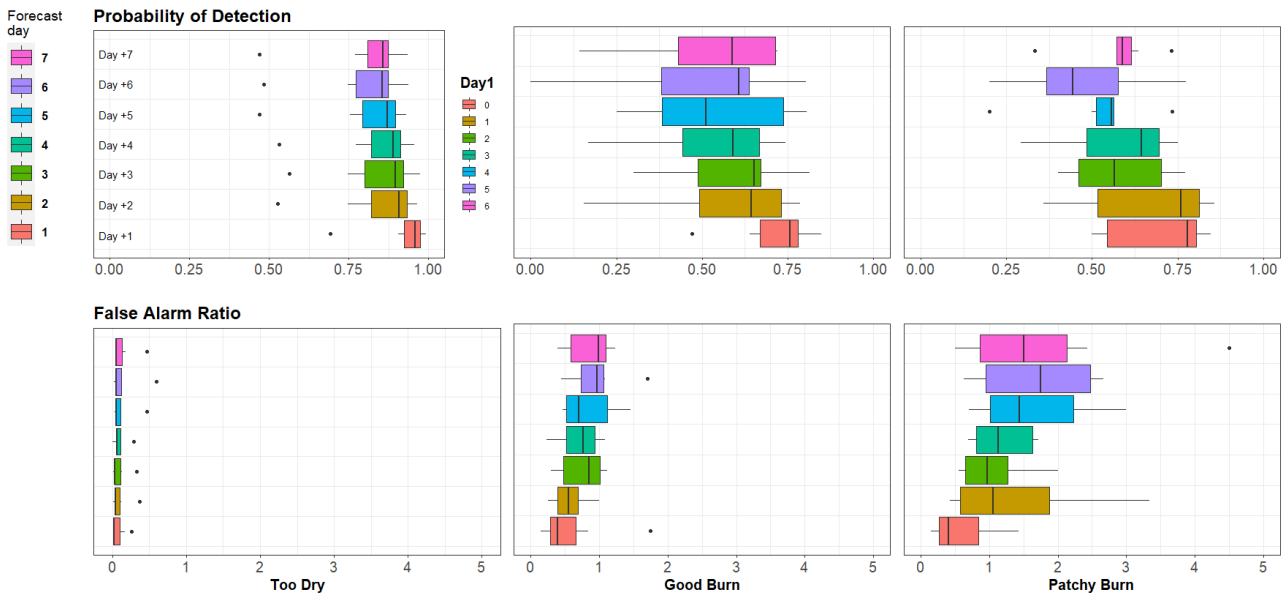 Forecast
day
7
6
5
4
3
2
1
Probability of Detection
Day +7
Day +6
Day +5
Day +4
Day +3
Day +2
Day +1
0.00 0.25 0.50 0.75 1.00
Day1
0
1
2
3
4
5
6
0.00 0.25 0.50 0.75 1.00
0.00 0.25 0.50 0.75 1.00
False Alarm Ratio
0 1 2 3 4 5
Too Dry
0 1 2 3 4 5
Good Burn
0 1 2 3 4 5
Patchy Burn